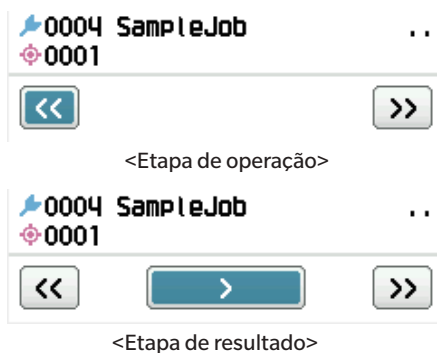 0004 SampleJob ..
0001
<< >>
<Etapa de operação>
0004 SampleJob ..
0001
<< > >>
<Etapa de resultado>